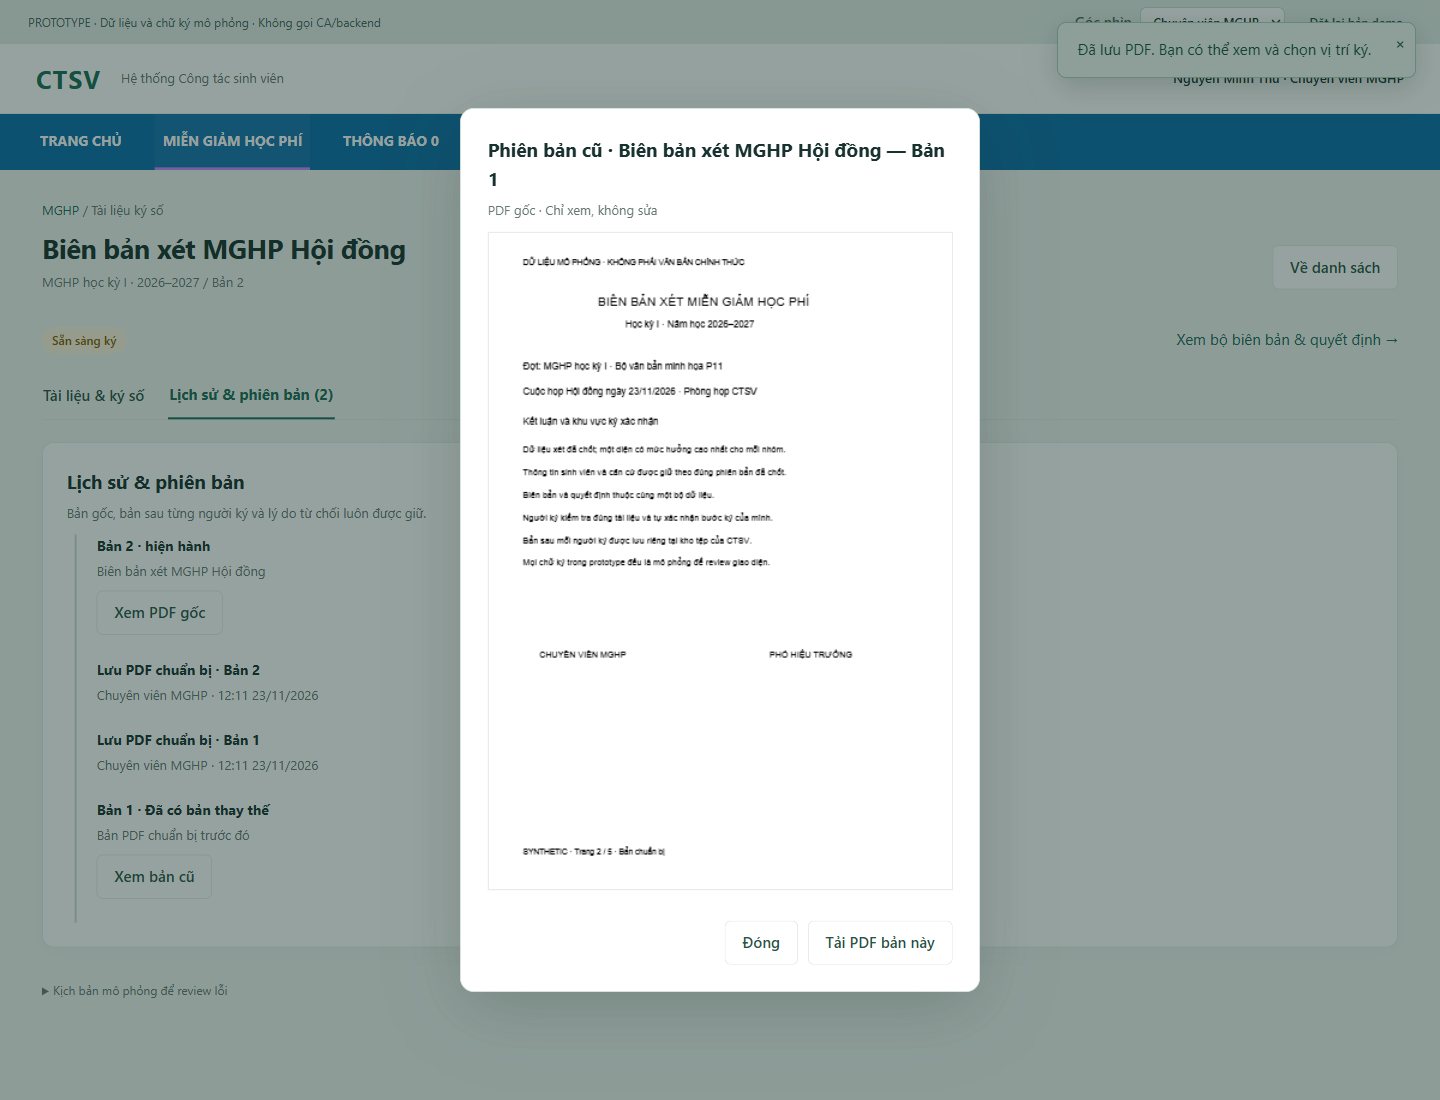 PROTOTYPE · Dữ liệu và chữ ký mô phỏng · Không gọi CA/backend
Đã lưu PDF. Bạn có thể xem và chọn vị trí ký.
×
CTSV
Hệ thống Công tác sinh viên
Nguyễn Minh Thu · Chuyên viên MGHP
TRANG CHỦ
MIỄN GIẢM HỌC PHÍ
THÔNG BÁO 0
MGHP / Tài liệu ký số
Biên bản xét MGHP Hội đồng
MGHP học kỳ I · 2026–2027 / Bản 2
Về danh sách
Sẵn sàng ký
Xem bộ biên bản & quyết định →
Tài liệu & ký số
Lịch sử & phiên bản (2)
Lịch sử & phiên bản
Bản gốc, bản sau từng người ký và lý do từ chối luôn được giữ.
Bản 2 · hiện hành
Biên bản xét MGHP Hội đồng
Xem PDF gốc
Lưu PDF chuẩn bị · Bản 2
Chuyên viên MGHP · 12:11 23/11/2026
Lưu PDF chuẩn bị · Bản 1
Chuyên viên MGHP · 12:11 23/11/2026
Bản 1 · Đã có bản thay thế
Bản PDF chuẩn bị trước đó
Xem bản cũ
▶ Kịch bản mô phỏng để review lỗi
Phiên bản cũ · Biên bản xét MGHP Hội đồng — Bản
1
PDF gốc · Chỉ xem, không sửa
DỮ LIỆU MÔ PHỎNG · KHÔNG PHẢI VĂN BẢN CHÍNH THỨC
BIÊN BẢN XÉT MIỄN GIẢM HỌC PHÍ
Học kỳ I · Năm học 2026–2027
Đợt: MGHP học kỳ I · Bộ văn bản minh họa P11
Cuộc họp Hội đồng ngày 23/11/2026 · Phòng họp CTSV
Kết luận và khu vực ký xác nhận
Dữ liệu xét đã chốt; một diện có mức hưởng cao nhất cho mỗi nhóm.
Thông tin sinh viên và căn cứ được giữ theo đúng phiên bản đã chốt.
Biên bản và quyết định thuộc cùng một bộ dữ liệu.
Người ký kiểm tra đúng tài liệu và tự xác nhận bước ký của mình.
Bản sau mỗi người ký được lưu riêng tại kho tệp của CTSV.
Mọi chữ ký trong prototype đều là mô phỏng để review giao diện.
CHUYÊN VIÊN MGHP
PHÓ HIỆU TRƯỞNG
SYNTHETIC · Trang 2 / 5 · Bản chuẩn bị
Đóng
Tải PDF bản này